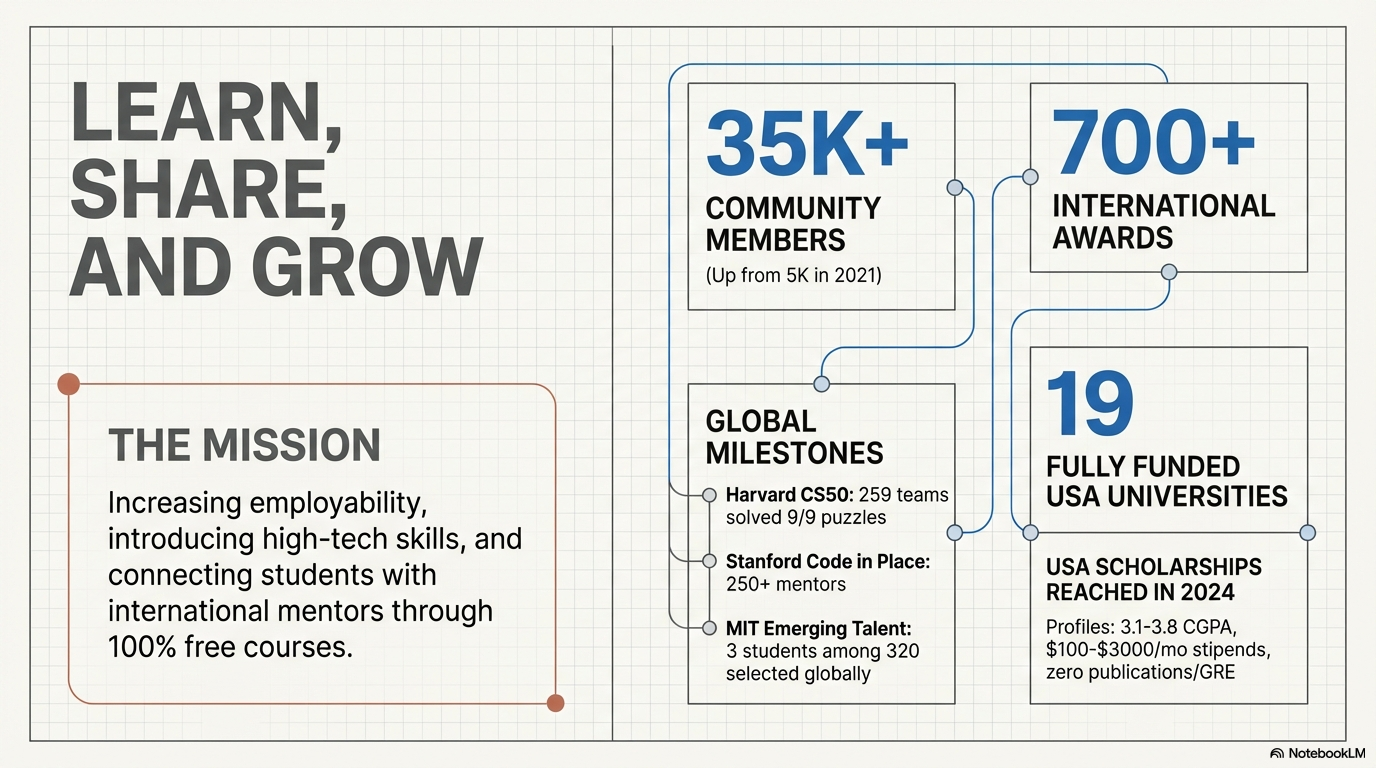 LEARN,
SHARE,
AND GROW
THE MISSION
Increasing employability,
introducing high-tech skills, and
connecting students with
international mentors through
100% free courses.
35K+
COMMUNITY
MEMBERS
(Up from 5K in 2021)
700+
INTERNATIONAL
AWARDS
GLOBAL
MILESTONES
Harvard CS50: 259 teams
solved 9/9 puzzles
Stanford Code in Place:
250+ mentors
MIT Emerging Talent:
3 students among 320
selected globally
19
FULLY FUNDED
USA UNIVERSITIES
USA SCHOLARSHIPS
REACHED IN 2024
Profiles: 3.1-3.8 CGPA,
$100-$3000/mo stipends,
zero publications/GRE
NotebookLM